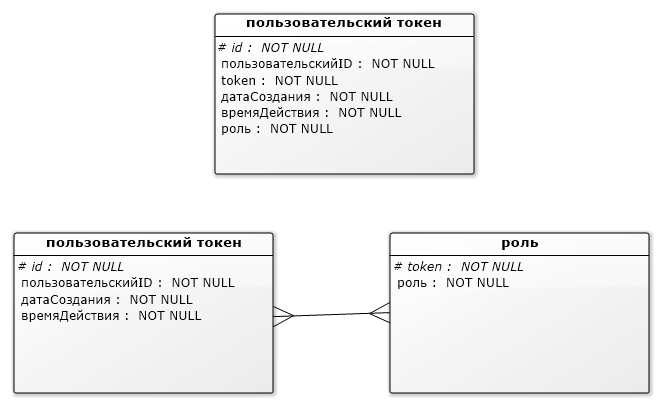 пользовательский токен
# id : NOT NULL
пользовательскийID : NOT NULL
token : NOT NULL
датаСоздания : NOT NULL
времяДействия : NOT NULL
роль : NOT NULL
пользовательский токен
# id : NOT NULL
пользовательскийID : NOT NULL
датаСоздания : NOT NULL
времяДействия : NOT NULL
роль
# token : NOT NULL
роль : NOT NULL